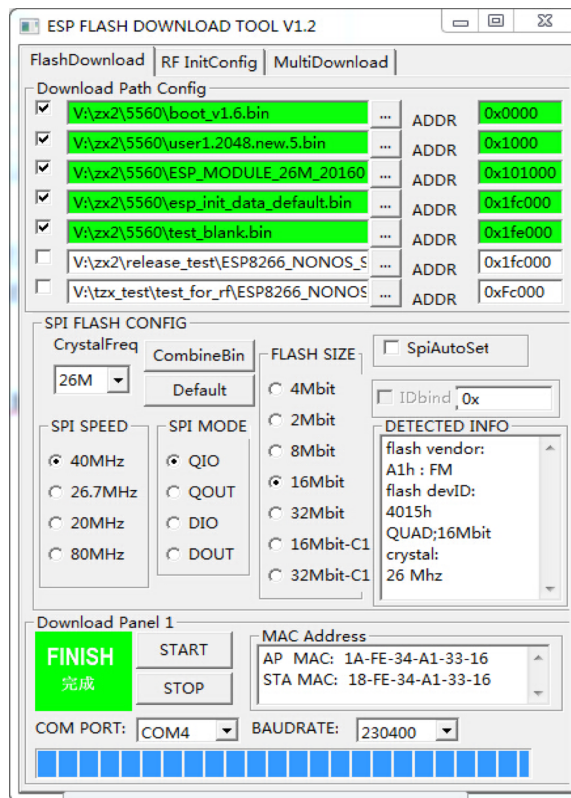 ESP FLASH DOWNLOAD TOOL V1.2
FlashDownload RF InitConfig MultiDownload
Download Path Config
V:\zx2\5560\boot_v1.6.bin ... ADDR 0x0000
V:\zx2\5560\user1.2048.new.5.bin ... ADDR 0x1000
V:\zx2\5560\ESP_MODULE_26M_20160 ... ADDR 0x101000
V:\zx2\5560\esp_init_data_default.bin ... ADDR 0x1fc000
V:\zx2\5560\test_blank.bin ... ADDR 0x1fe000
V:\zx2\release_test\ESP8266_NONOS_S ... ADDR 0x1fc000
V:\tzx_test\test_for_rf\ESP8266_NONOS ... ADDR 0xFc000
SPI FLASH CONFIG
CrystalFreq
26M
CombineBin
Default
SPI SPEED
40MHz
26.7MHz
20MHz
80MHz
SPI MODE
QIO
QOUT
DIO
DOUT
FLASH SIZE
4Mbit
2Mbit
8Mbit
16Mbit
32Mbit
16Mbit-C1
32Mbit-C1
SpiAutoSet
IDbind 0x
DETECTED INFO
flash vendor:
A1h : FM
flash devID:
4015h
QUAD;16Mbit
crystal:
26 Mhz
Download Panel 1
FINISH
完成
START
STOP
MAC Address
AP MAC: 1A-FE-34-A1-33-16
STA MAC: 18-FE-34-A1-33-16
COM PORT: COM4 BAUDRATE: 230400